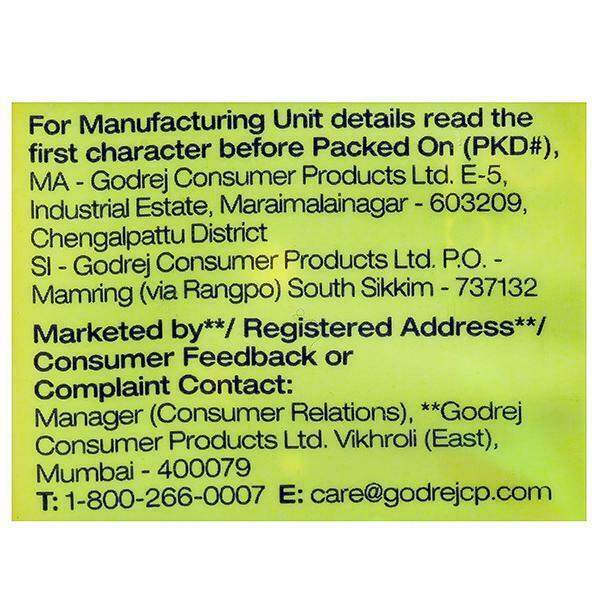 For Manufacturing Unit details read the
first character before Packed On (PKD#),
MA - Godrej Consumer Products Ltd. E-5,
Industrial Estate, Maraimalainagar - 603209,
Chengalpattu District
SI - Godrej Consumer Products Ltd. P.O. -
Mamring (via Rangpo) South Sikkim - 737132
Marketed by**/ Registered Address**/
Consumer Feedback or
Complaint Contact:
Manager (Consumer Relations), **Godrej
Consumer Products Ltd. Vikhroli (East),
Mumbai - 400079
T: 1-800-266-0007 E: care@godrejcp.com